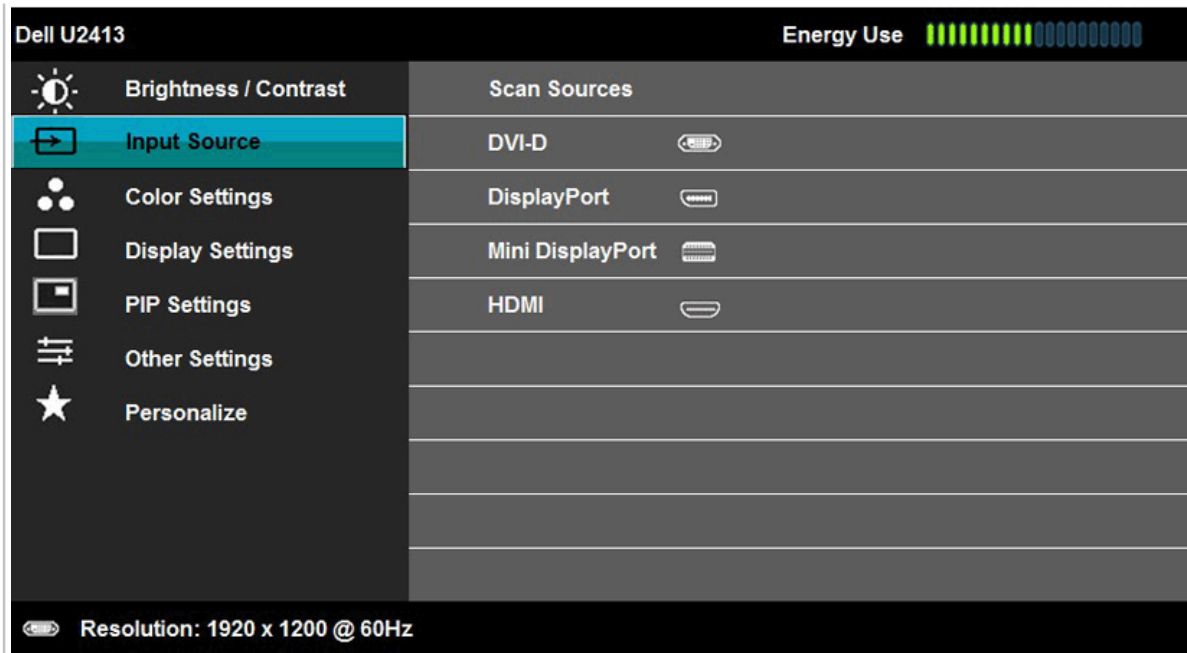 Dell U2413 Energy Use
Brightness / Contrast Scan Sources
Input Source DVI-D
Color Settings DisplayPort
Display Settings Mini DisplayPort
PIP Settings HDMI
Other Settings
Personalize
Resolution: 1920 x 1200 @ 60Hz